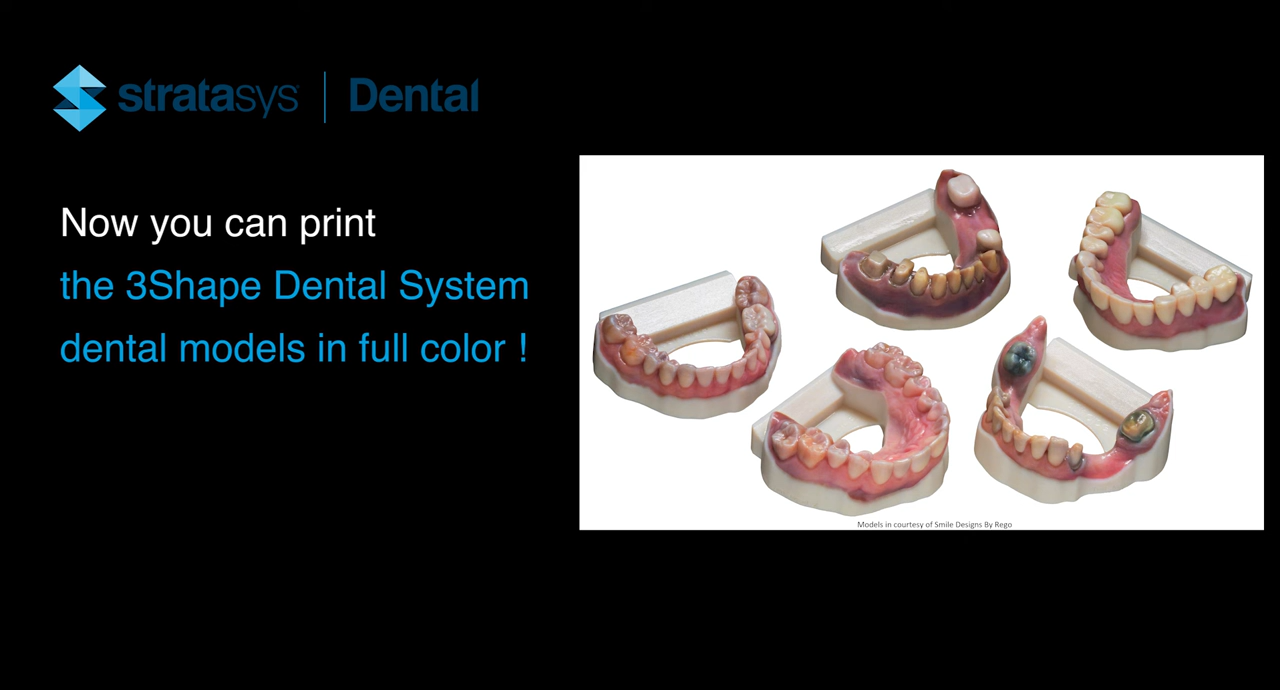 stratasys | Dental
Now you can print
the 3Shape Dental System
dental models in full color !
Models in courtesy of Smile Designs By Rego